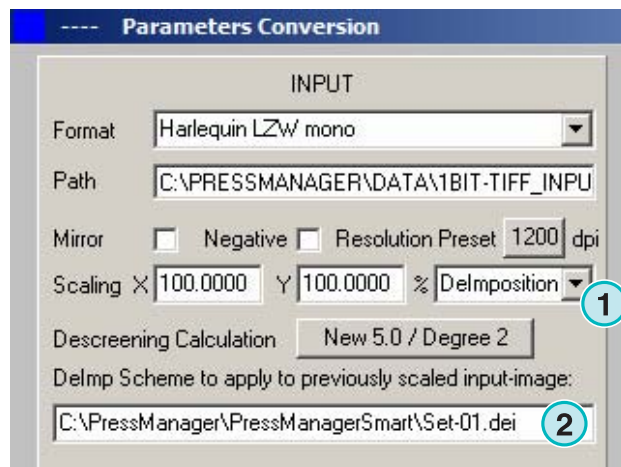 ---- Parameters Conversion
INPUT
Format Harlequin LZW mono
Path C:\PRESSMANAGER\DATA\1BIT-TIFF_INPU
Mirror Negative Resolution Preset 1200 dpi
Scaling X 100.0000 Y 100.0000 % DeImposition
1
Descreening Calculation New 5.0 / Degree 2
DeImp Scheme to apply to previously scaled input-image:
C:\PressManager\PressManagerSmart\Set-01.dei 2